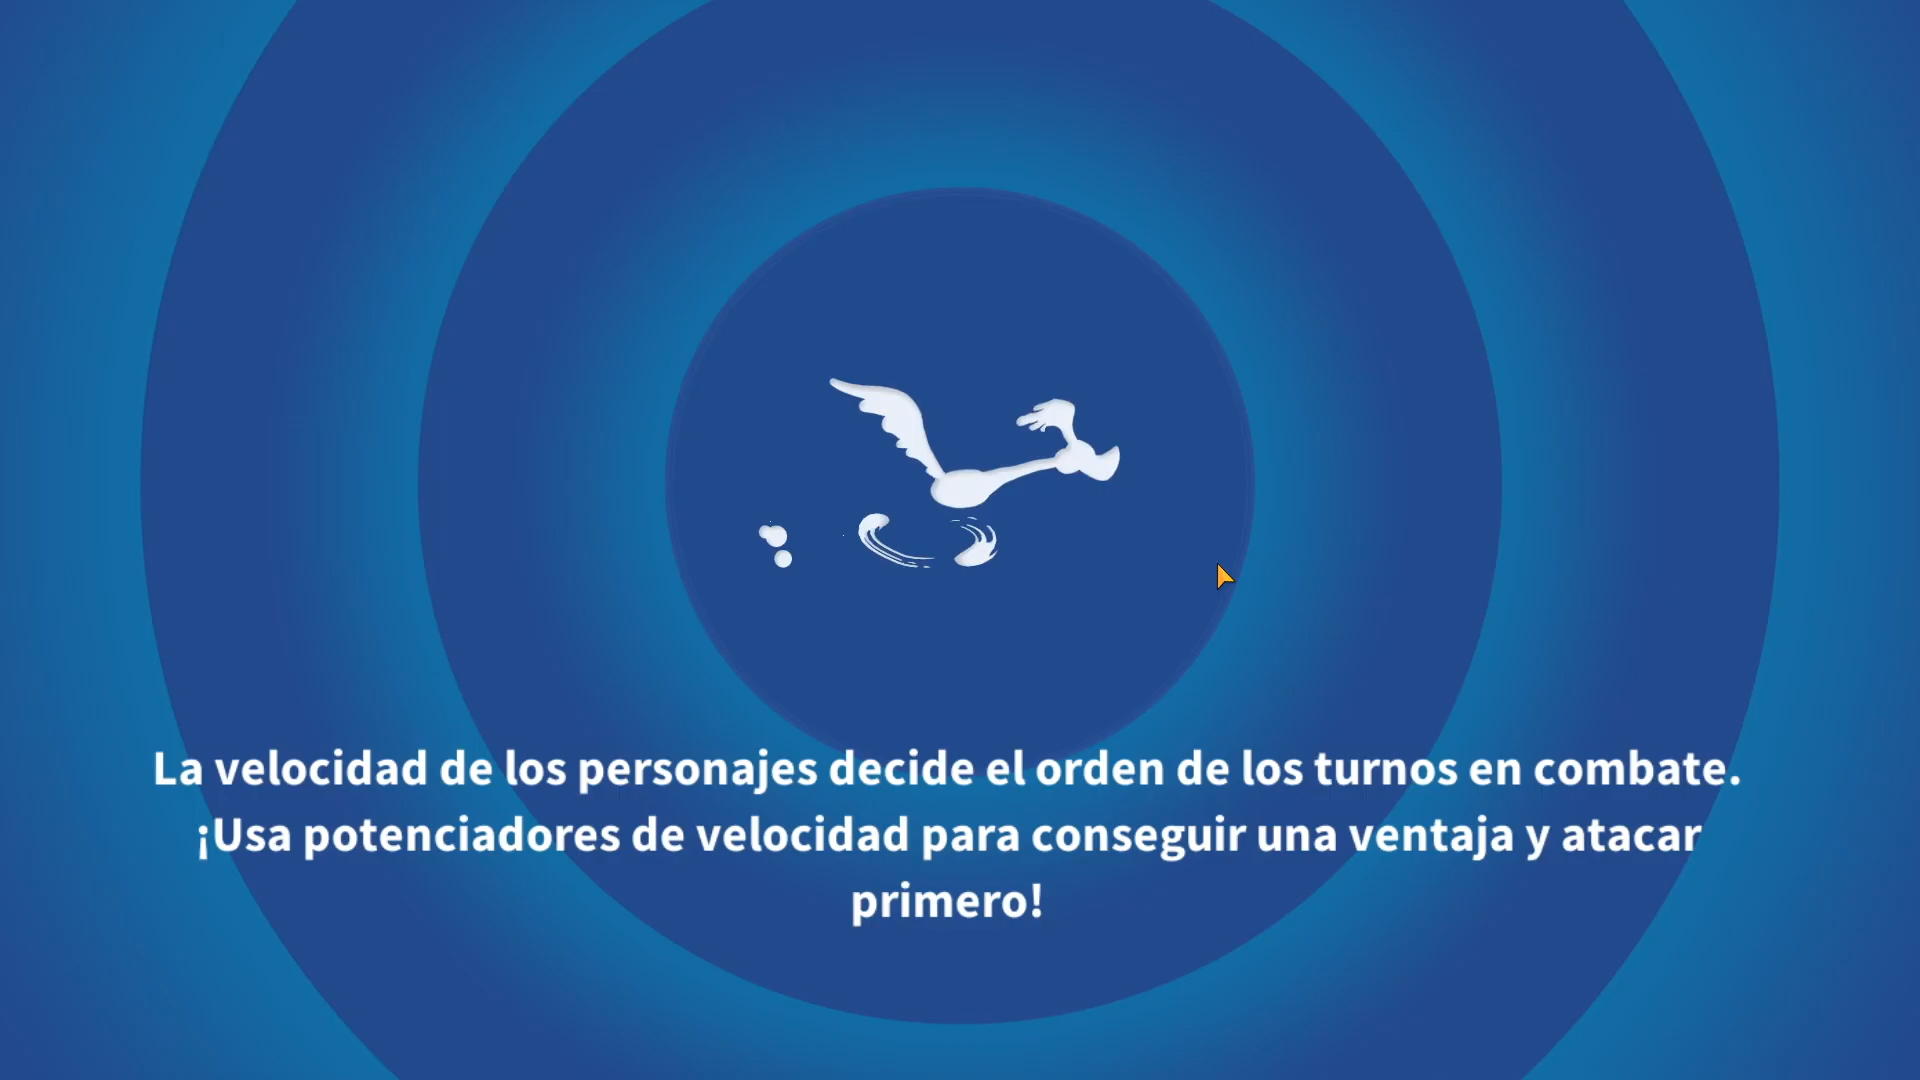 La velocidad de los personajes decide el orden de los turnos en combate.
¡Usa potenciadores de velocidad para conseguir una ventaja y atacar
primero!